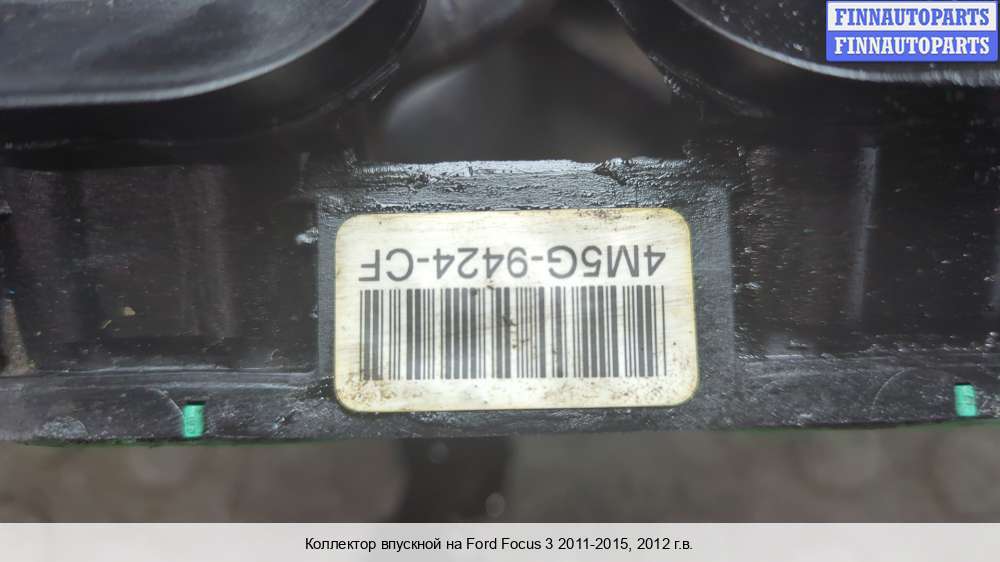 FINNAUTOPARTS
FINNAUTOPARTS
4M5G-9424-CF
Коллектор впускной на Ford Focus 3 2011-2015, 2012 г.в.